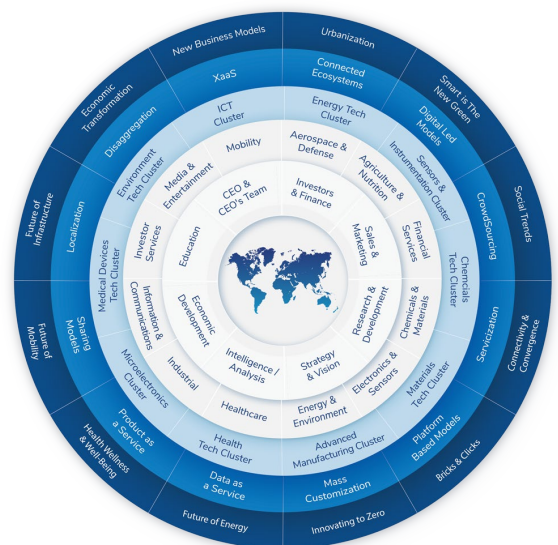 New Business Models
Urbanization
Smart is The
New Green
Social Trends
Connectivity &
Convergence
Bricks & Clicks
Innovating to Zero
Future of Energy
Health Wellness
& Well-Being
Future of
Mobility
Future of
Infrastructure
Economic
Transformation
XaaS
Connected
Ecosystems
Digital Led
Models
CrowdSourcing
Servicization
Platform
Based Models
Mass
Customization
Data as
a Service
Product as
a Service
Sharing
Models
Localization
Disaggregation
ICT
Cluster
Energy Tech
Cluster
Sensors &
Instrumentation Cluster
Chemcials
Tech Cluster
Materials
Tech Cluster
Advanced
Manufacturing Cluster
Health
Tech Cluster
Microelectronics
Cluster
Medical Devices
Tech Cluster
Environment
Tech Cluster
Mobility
Aerospace &
Defense
Agriculture &
Nutrition
Financial
Services
Chemicals &
Materials
Electronics &
Sensors
Energy &
Environment
Healthcare
Industrial
Information &
Communications
Investor
Services
Media &
Entertainment
CEO &
CEO's Team
Investors
& Finance
Sales &
Marketing
Research &
Development
Strategy
& Vision
Intelligence /
Analysis
Economic
Development
Education